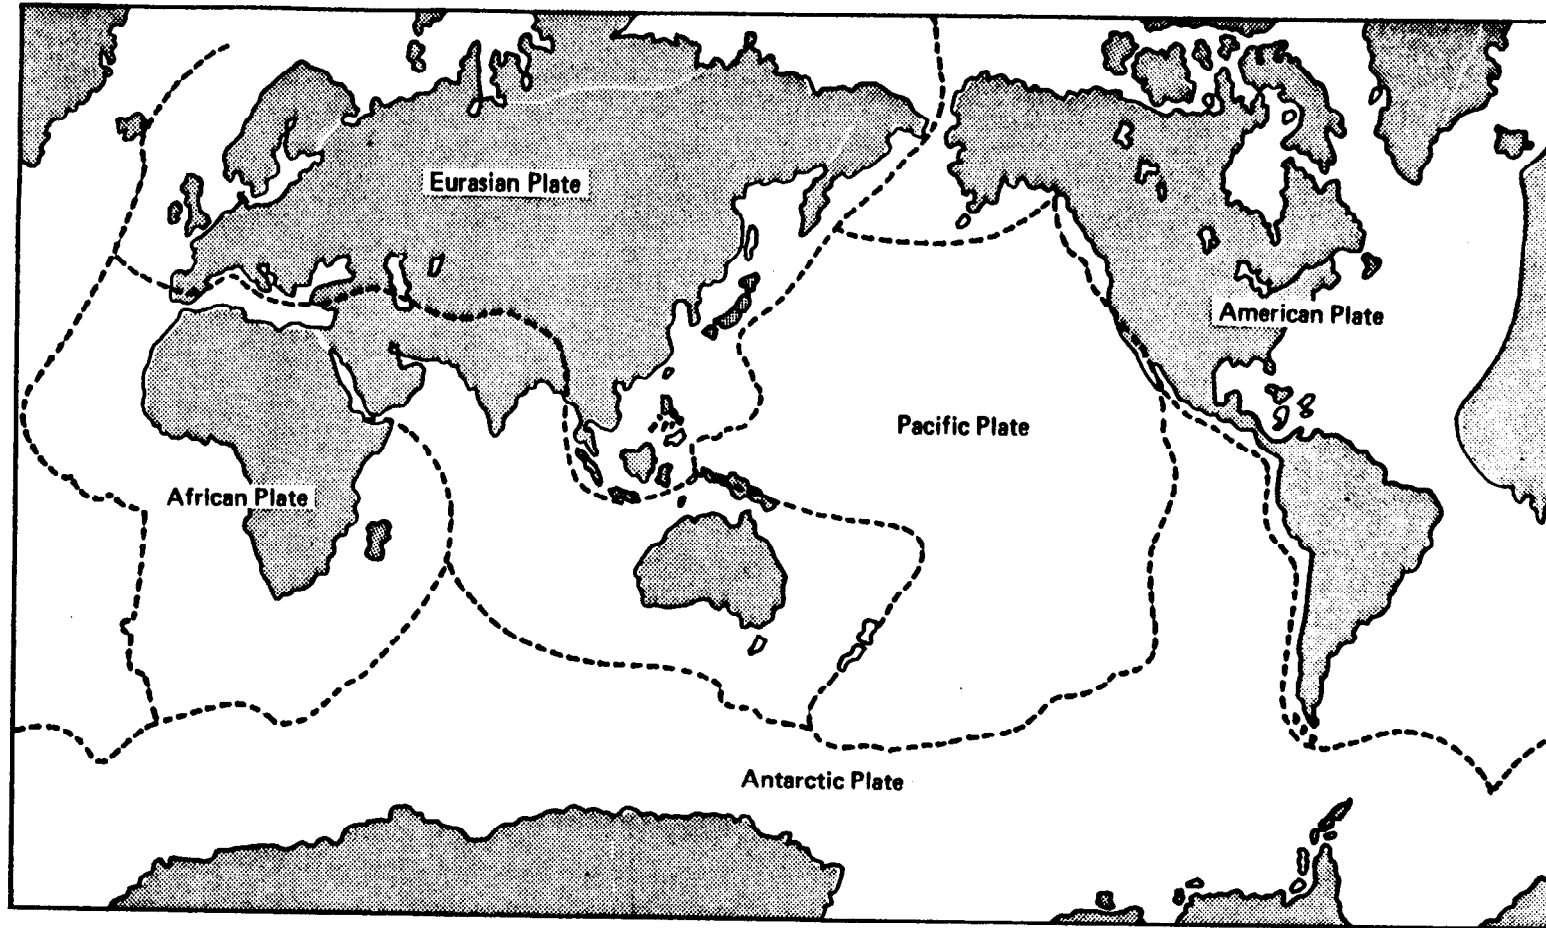 Eurasian Plate
American Plate
Pacific Plate
African Plate
Antarctic Plate